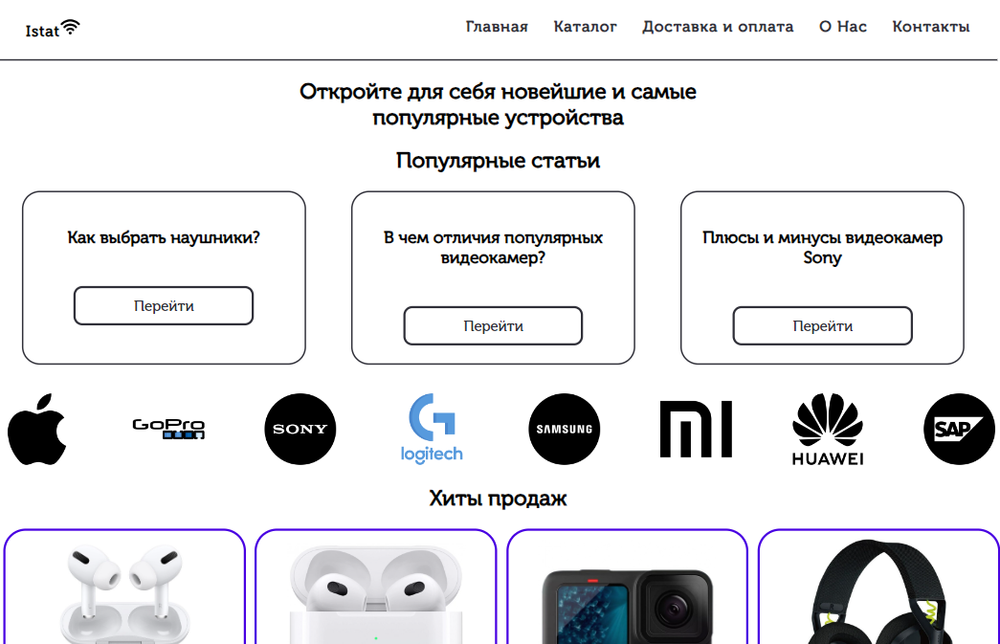 Istat
Главная Каталог Доставка и оплата О Нас Контакты
Откройте для себя новейшие и самые
популярные устройства
Популярные статьи
Как выбрать наушники?
Перейти
В чем отличия популярных
видеокамер?
Перейти
Плюсы и минусы видеокамер
Sony
Перейти
GoPro
SONY
logitech
SAMSUNG
MI
HUAWEI
SAP
Хиты продаж